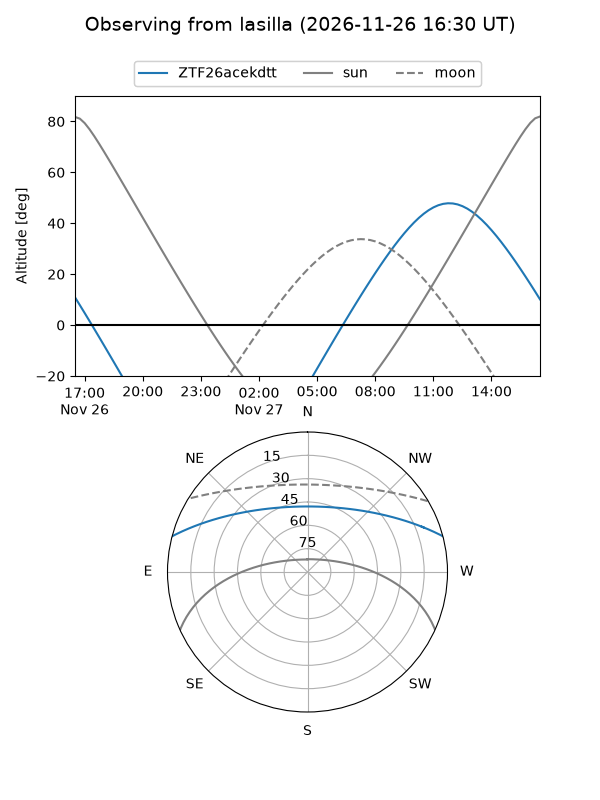 Observing from lasilla (2026-11-26 16:30 UT)
ZTF26acekdtt sun moon
Altitude [deg]
80
60
40
20
0
−20
17:00 20:00 23:00 02:00 05:00 08:00 11:00 14:00
Nov 26 Nov 27
N
NE NW
15
30
45
60
75
E W
SE SW
S